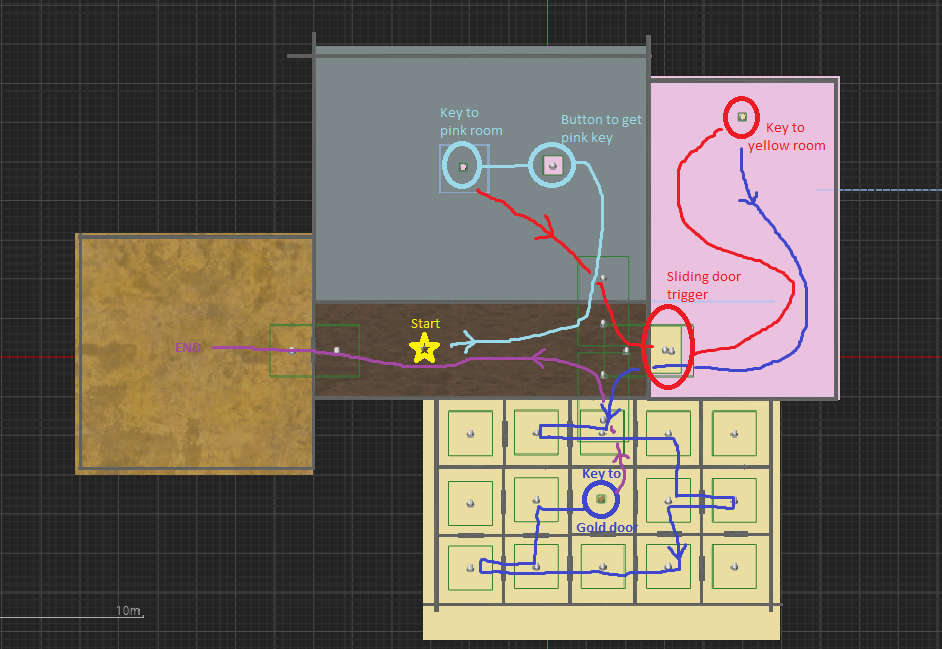 Key to
pink room
Button to get
pink key
Key to
yellow room
Sliding door
trigger
Start
END
Key to
Gold door
10m